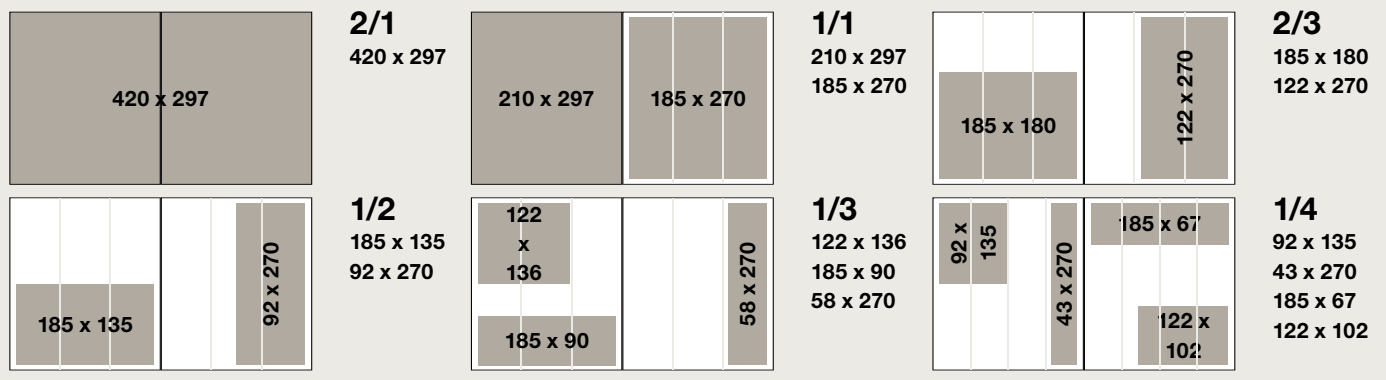 420 x 297
2/1
420 x 297
210 x 297
185 x 270
1/1
210 x 297
185 x 270
185 x 180
122 x 270
2/3
185 x 180
122 x 270
185 x 135
92 x 270
1/2
185 x 135
92 x 270
122
x
136
185 x 90
58 x 270
1/3
122 x 136
185 x 90
58 x 270
92 x
135
43 x 270
185 x 67
122 x
102
1/4
92 x 135
43 x 270
185 x 67
122 x 102